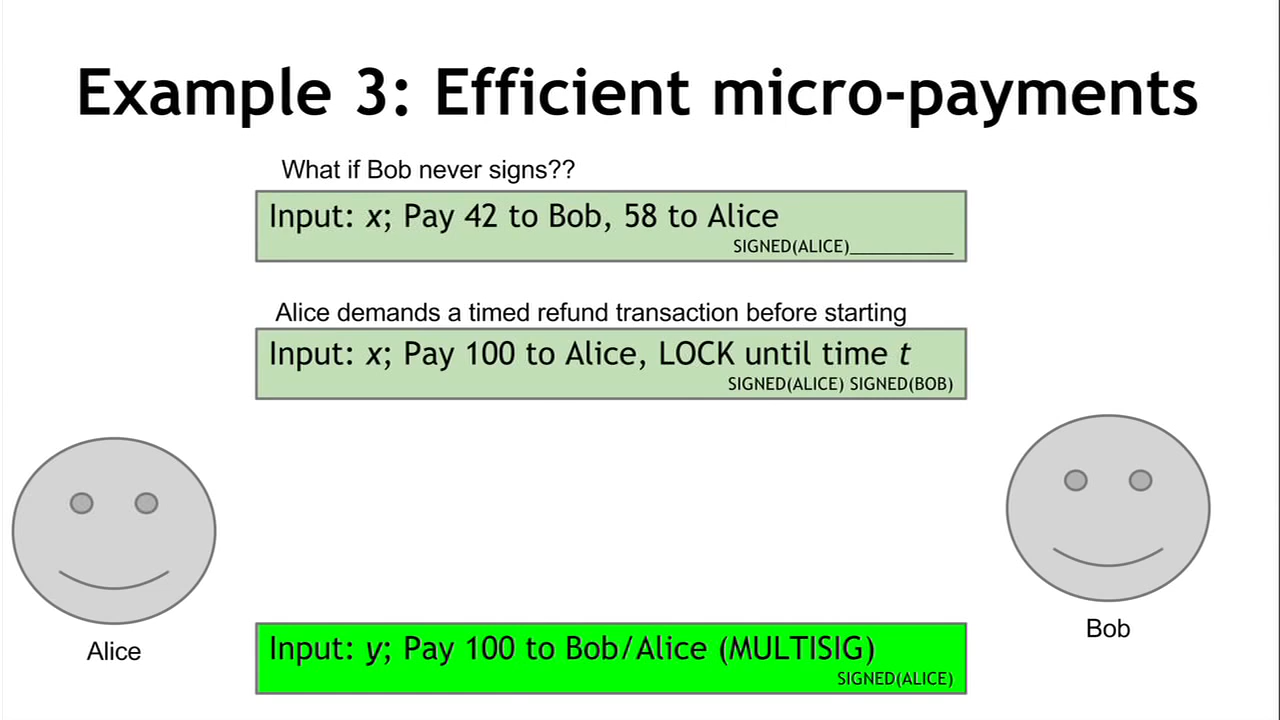 Example 3: Efficient micro-payments
What if Bob never signs??
Input: x; Pay 42 to Bob, 58 to Alice
SIGNED(ALICE)___________
Alice demands a timed refund transaction before starting
Input: x; Pay 100 to Alice, LOCK until time t
SIGNED(ALICE) SIGNED(BOB)
Alice
Bob
Input: y; Pay 100 to Bob/Alice (MULTISIG)
SIGNED(ALICE)